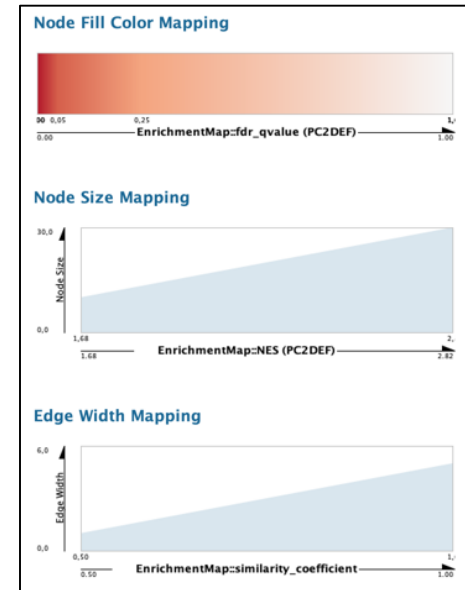 Node Fill Color Mapping
0,05 0,25 1,
EnrichmentMap::fdr_qvalue (PC2DEF)
0.00 1.00
Node Size Mapping
30,0
Node Size
0,0
1,68 2,
EnrichmentMap::NES (PC2DEF)
1.68 2.82
Edge Width Mapping
6,0
Edge Width
0,0
0,50 1,
EnrichmentMap::similarity_coefficient
0.50 1.00